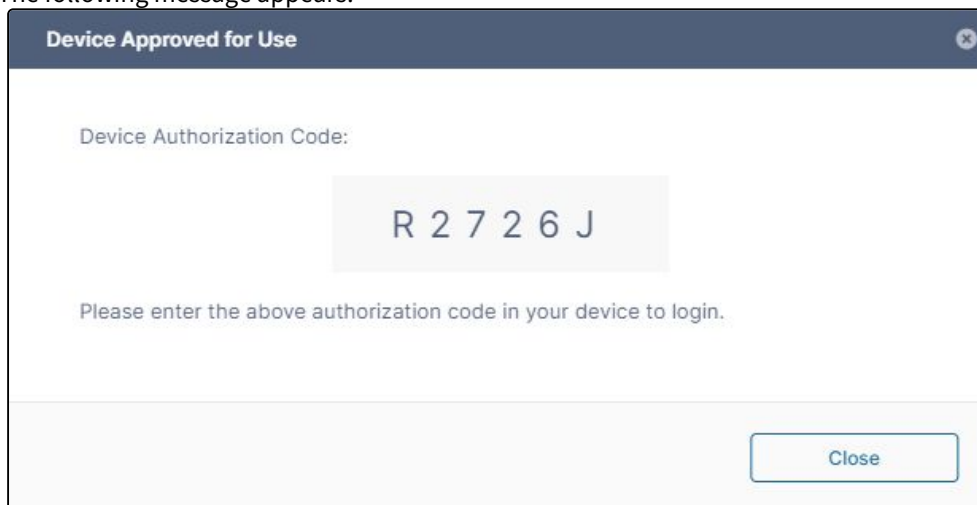 The following message appears.
Device Approved for Use
Device Authorization Code:
R 2 7 2 6 J
Please enter the above authorization code in your device to login.
Close